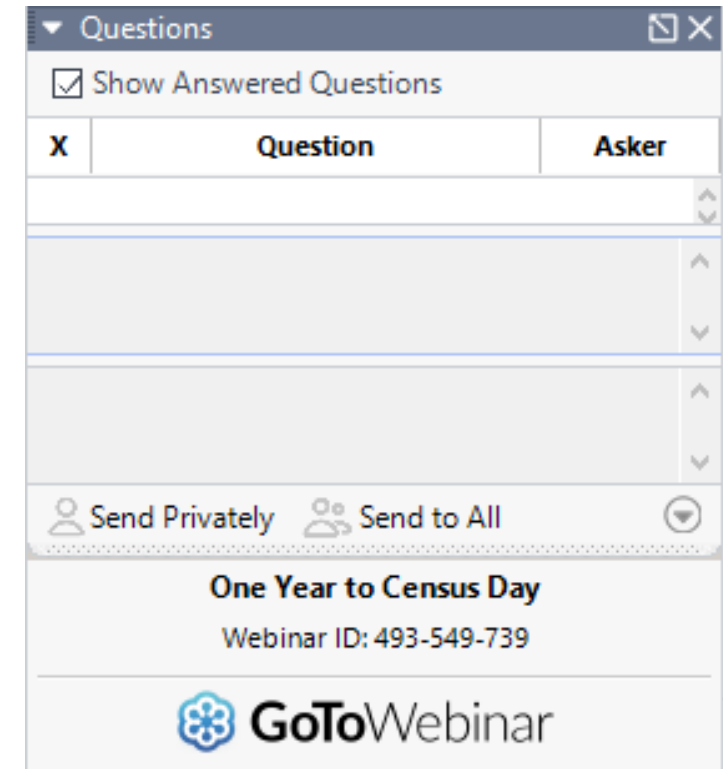 Questions
Show Answered Questions
X Question Asker
Send Privately Send to All
One Year to Census Day
Webinar ID: 493-549-739
GoToWebinar